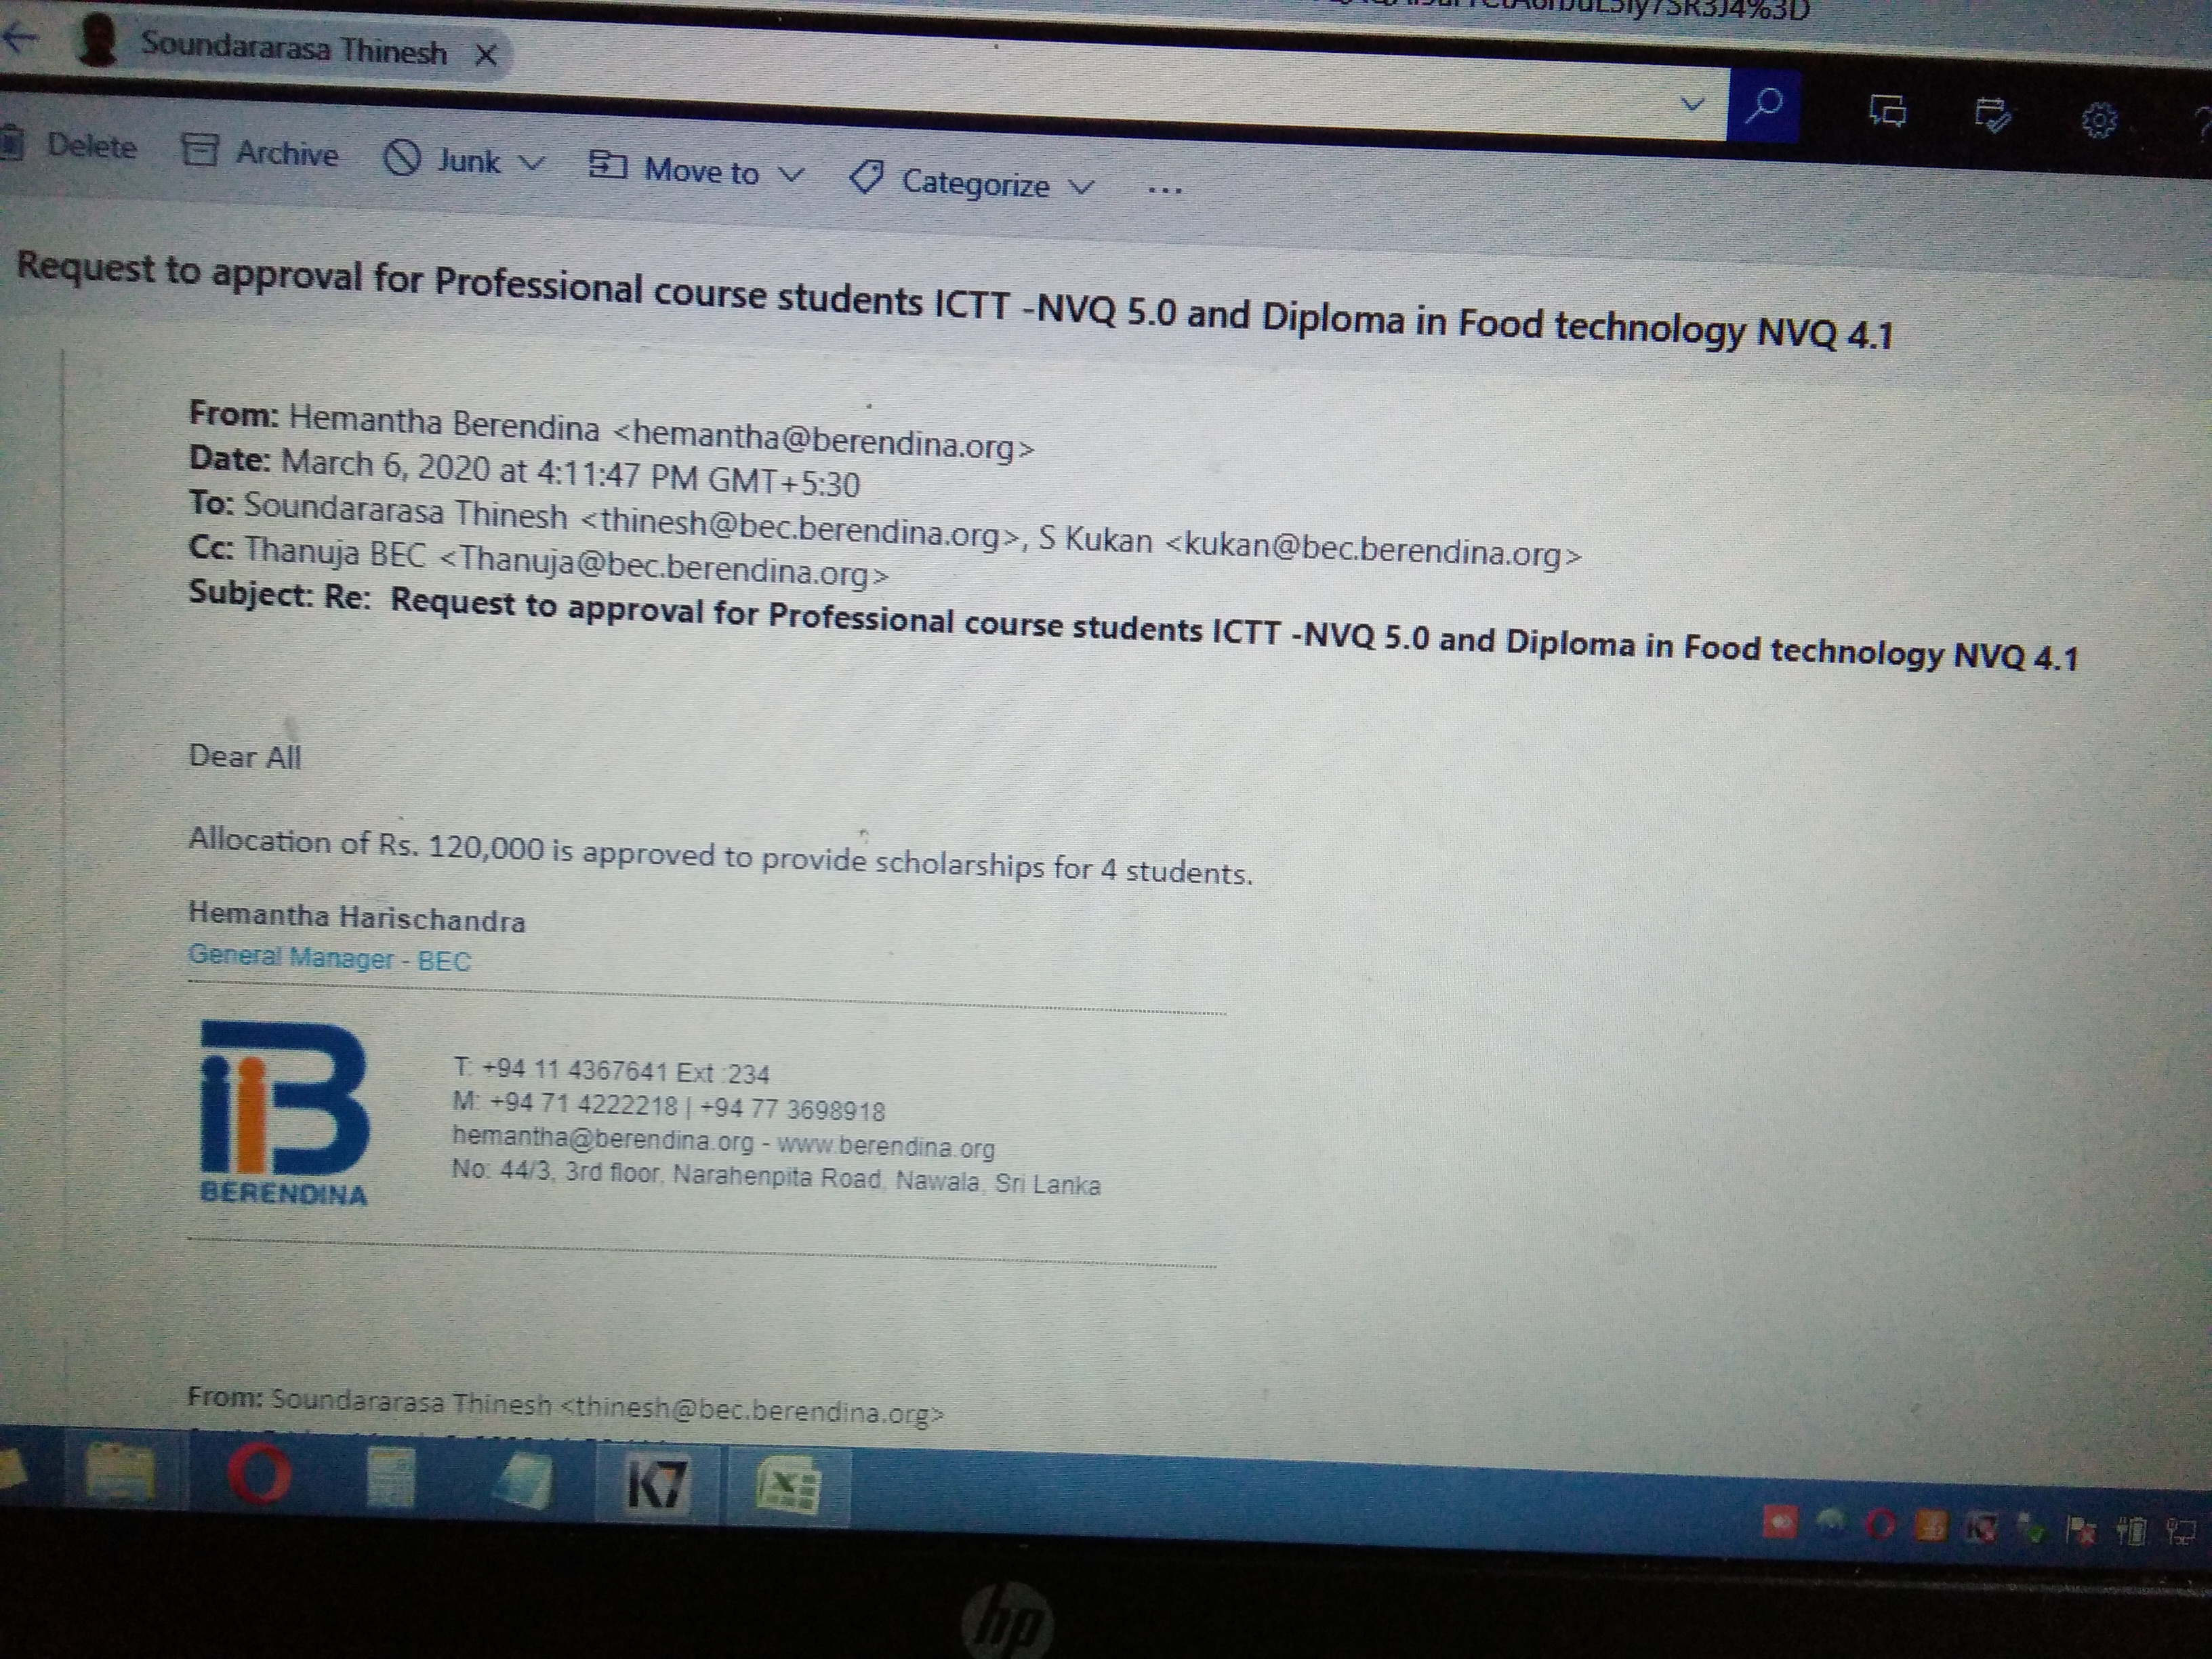 Soundararasa Thinesh
Delete Archive Junk Move to Categorize ...
Request to approval for Professional course students ICTT -NVQ 5.0 and Diploma in Food technology NVQ 4.1
From: Hemantha Berendina <hemantha@berendina.org>
Date: March 6, 2020 at 4:11:47 PM GMT+5:30
To: Soundararasa Thinesh <thinesh@bec.berendina.org>, S Kukan <kukan@bec.berendina.org>
Cc: Thanuja BEC <Thanuja@bec.berendina.org>
Subject: Re: Request to approval for Professional course students ICTT -NVQ 5.0 and Diploma in Food technology NVQ 4.1
Dear All
Allocation of Rs. 120,000 is approved to provide scholarships for 4 students.
Hemantha Harischandra
General Manager - BEC
T: +94 11 4367641 Ext :234
M: +94 71 4222218 | +94 77 3698918
hemantha@berendina.org - www.berendina.org
No: 44/3, 3rd floor, Narahenpita Road, Nawala, Sri Lanka
BERENDINA
From: Soundararasa Thinesh <thinesh@bec.berendina.org>
K7
hp